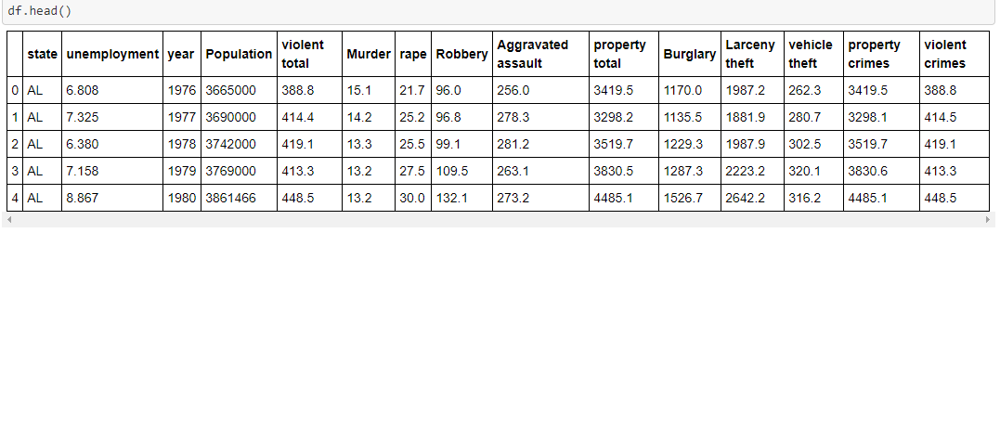 df.head()
state unemployment year Population violent total Murder rape Robbery Aggravated assault property total Burglary Larceny theft vehicle theft property crimes violent crimes
0 AL 6.808 1976 3665000 388.8 15.1 21.7 96.0 256.0 3419.5 1170.0 1987.2 262.3 3419.5 388.8
1 AL 7.325 1977 3690000 414.4 14.2 25.2 96.8 278.3 3298.2 1135.5 1881.9 280.7 3298.1 414.5
2 AL 6.380 1978 3742000 419.1 13.3 25.5 99.1 281.2 3519.7 1229.3 1987.9 302.5 3519.7 419.1
3 AL 7.158 1979 3769000 413.3 13.2 27.5 109.5 263.1 3830.5 1287.3 2223.2 320.1 3830.6 413.3
4 AL 8.867 1980 3861466 448.5 13.2 30.0 132.1 273.2 4485.1 1526.7 2642.2 316.2 4485.1 448.5